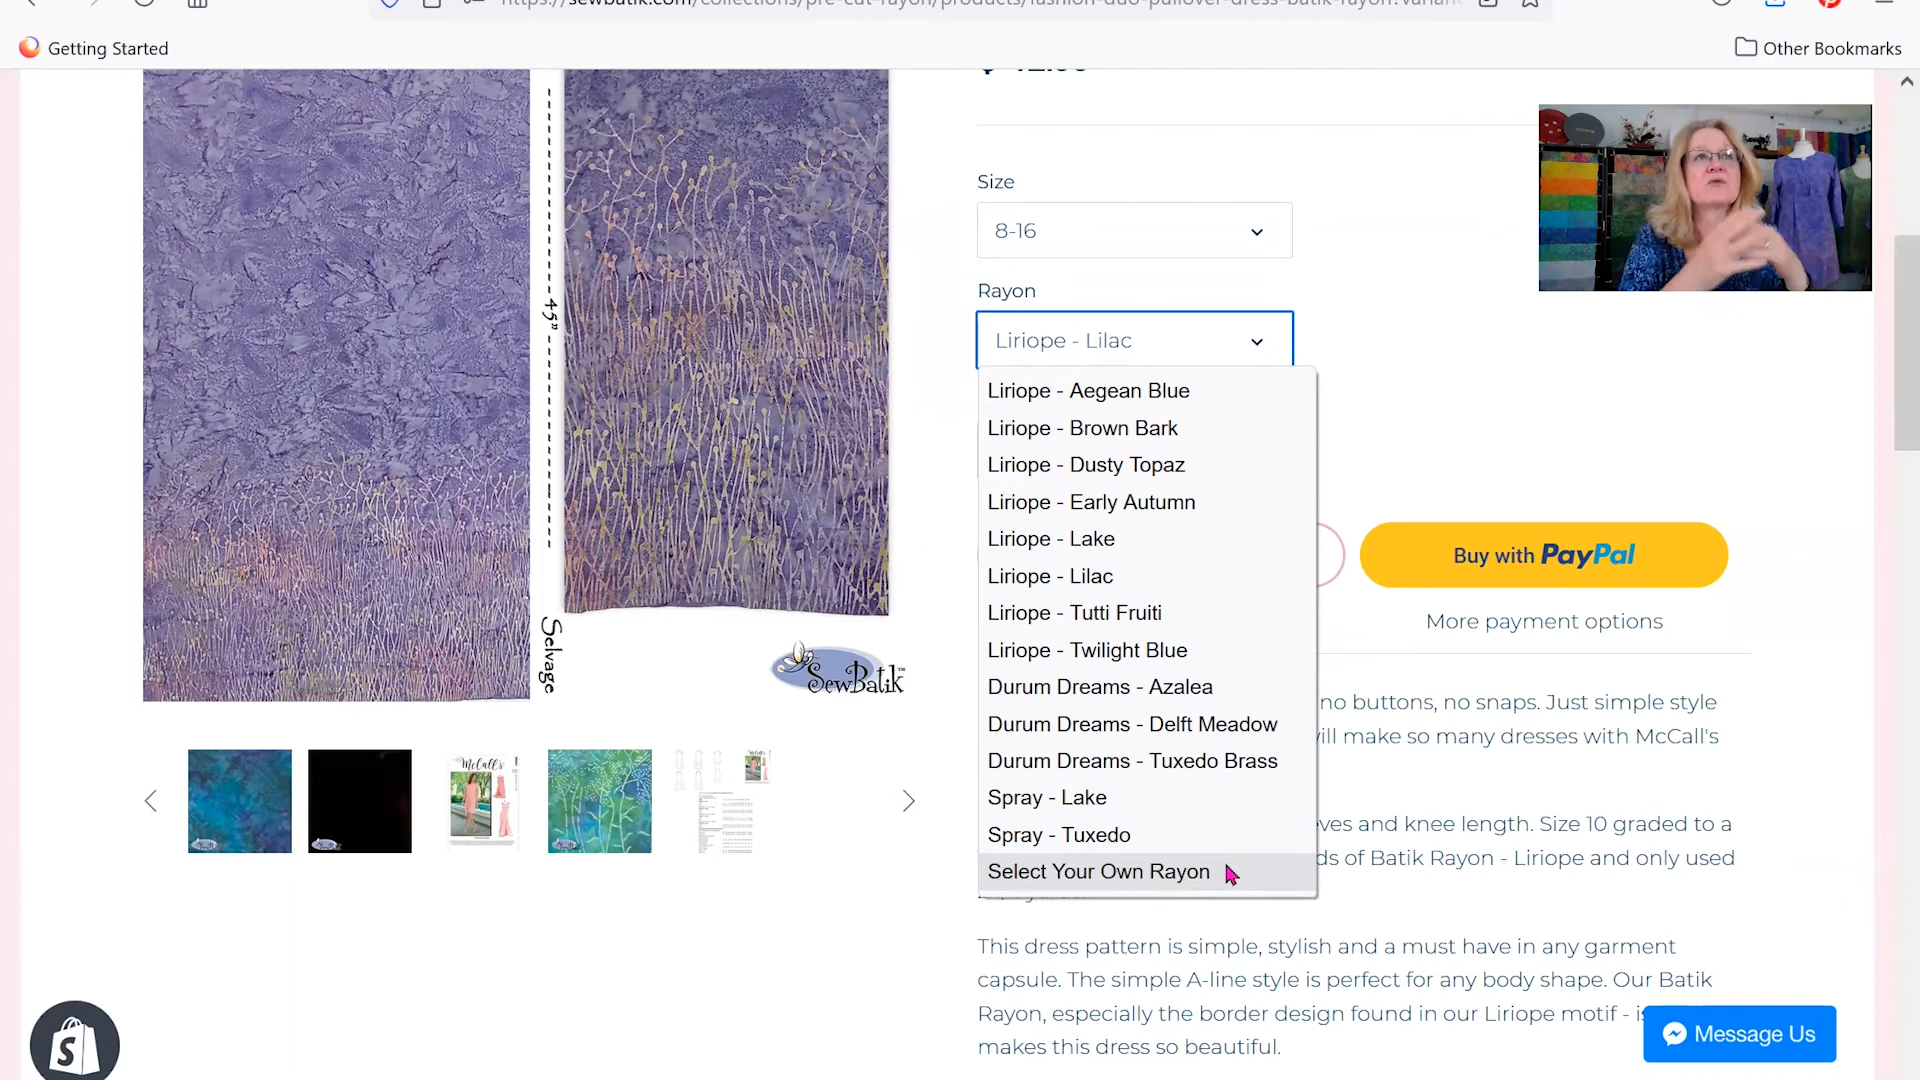 Getting Started
Other Bookmarks
Size
8-16
Rayon
Liriope - Lilac
Liriope - Aegean Blue
Liriope - Brown Bark
Liriope - Dusty Topaz
Liriope - Early Autumn
Liriope - Lake
Liriope - Lilac
Liriope - Tutti Fruiti
Liriope - Twilight Blue
Durum Dreams - Azalea
Durum Dreams - Delft Meadow
Durum Dreams - Tuxedo Brass
Spray - Lake
Spray - Tuxedo
Select Your Own Rayon
45"
Selvage
SewBatik™
McCall's
Buy with PayPal
More payment options
no buttons, no snaps. Just simple style
will make so many dresses with McCall's
and knee length. Size 10 graded to a
of Batik Rayon - Liriope and only used
This dress pattern is simple, stylish and a must have in any garment
capsule. The simple A-line style is perfect for any body shape. Our Batik
Rayon, especially the border design found in our Liriope motif -
makes this dress so beautiful.
Message Us